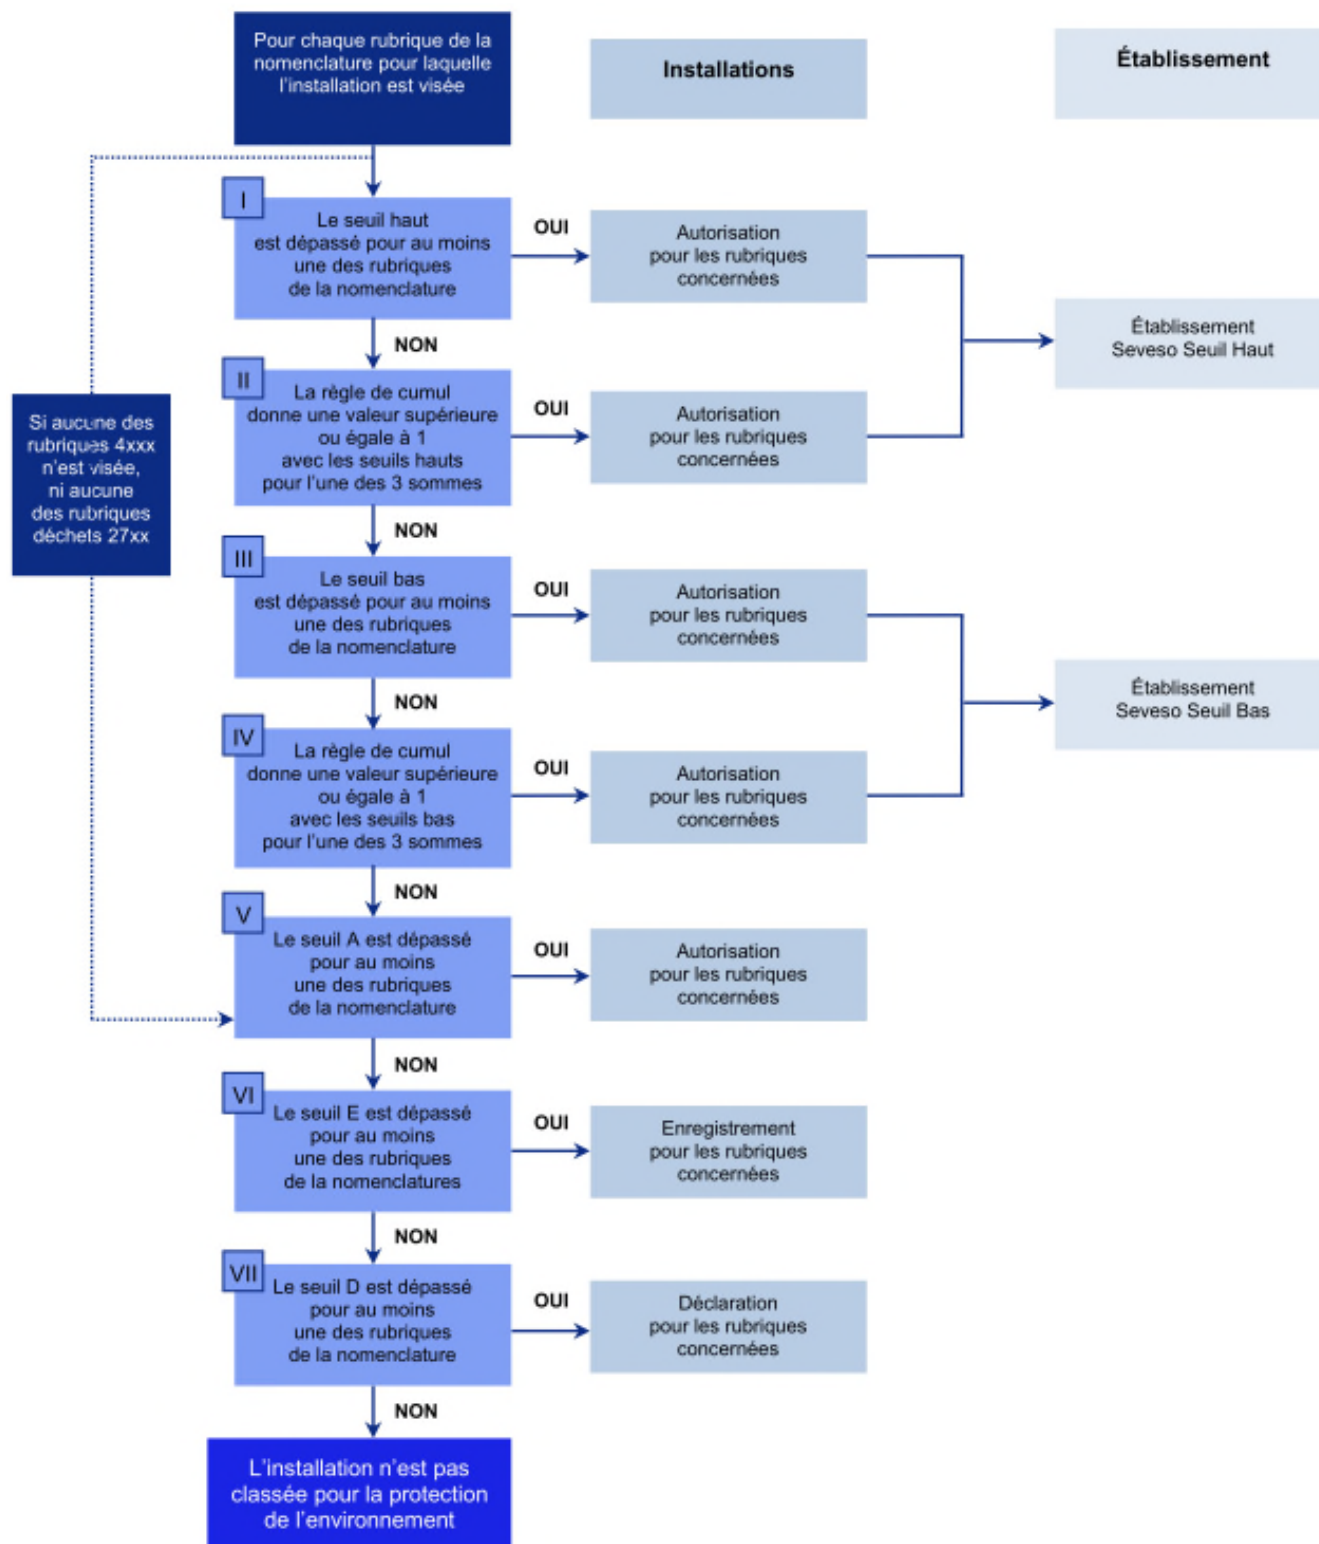 Pour chaque rubrique de la
nomenclature pour laquelle
l'installation est visée
Installations
Établissement
I
Le seuil haut
est dépassé pour au moins
une des rubriques
de la nomenclature
OUI
Autorisation
pour les rubriques
concernées
Établissement
Seveso Seuil Haut
NON
II
La règle de cumul
donne une valeur supérieure
ou égale à 1
avec les seuils hauts
pour l'une des 3 sommes
OUI
Autorisation
pour les rubriques
concernées
Si aucune des
rubriques 4xxx
n'est visée,
ni aucune
des rubriques
déchets 27xx
NON
III
Le seuil bas
est dépassé pour au moins
une des rubriques
de la nomenclature
OUI
Autorisation
pour les rubriques
concernées
Établissement
Seveso Seuil Bas
NON
IV
La règle de cumul
donne une valeur supérieure
ou égale à 1
avec les seuils bas
pour l'une des 3 sommes
OUI
Autorisation
pour les rubriques
concernées
NON
V
Le seuil A est dépassé
pour au moins
une des rubriques
de la nomenclature
OUI
Autorisation
pour les rubriques
concernées
NON
VI
Le seuil E est dépassé
pour au moins
une des rubriques
de la nomenclatures
OUI
Enregistrement
pour les rubriques
concernées
NON
VII
Le seuil D est dépassé
pour au moins
une des rubriques
de la nomenclature
OUI
Déclaration
pour les rubriques
concernées
NON
L'installation n'est pas
classée pour la protection
de l'environnement